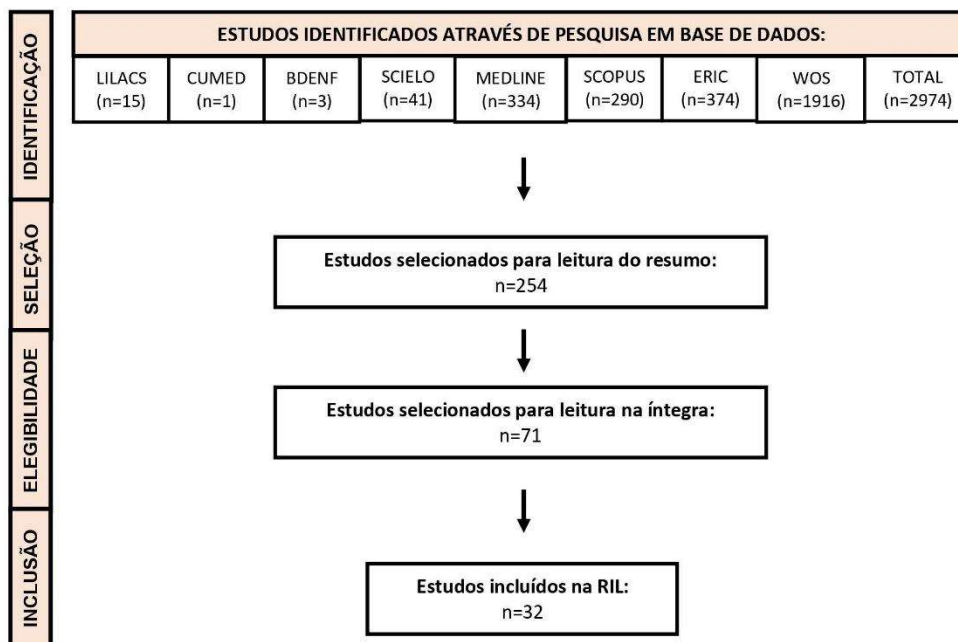 IDENTIFICAÇÃO
ESTUDOS IDENTIFICADOS ATRAVÉS DE PESQUISA EM BASE DE DADOS:
LILACS
(n=15)
CUMED
(n=1)
BDENF
(n=3)
SCIELO
(n=41)
MEDLINE
(n=334)
SCOPUS
(n=290)
ERIC
(n=374)
WOS
(n=1916)
TOTAL
(n=2974)
SELEÇÃO
Estudos selecionados para leitura do resumo:
n=254
ELEGIBILIDADE
Estudos selecionados para leitura na íntegra:
n=71
INCLUSÃO
Estudos incluídos na RIL:
n=32